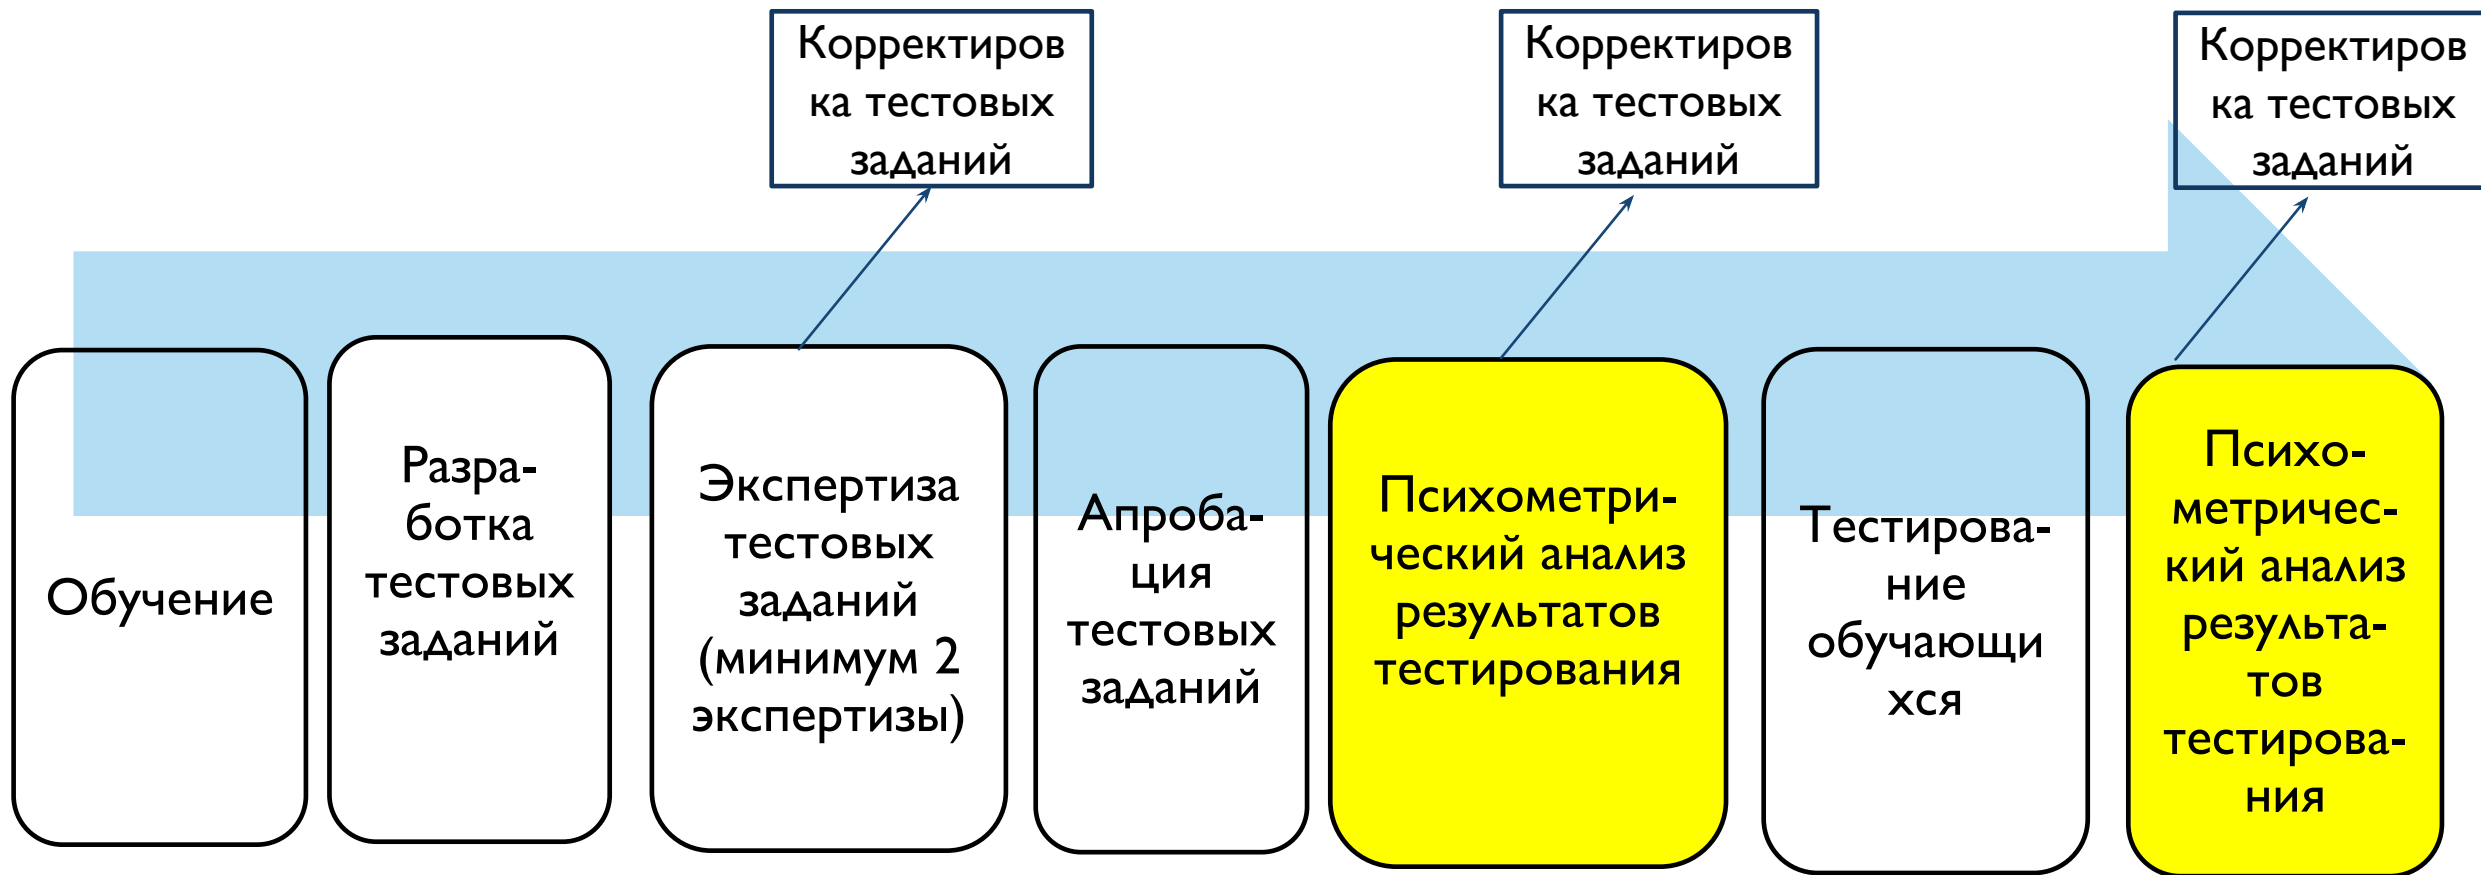 Корректиров
ка тестовых
заданий
Корректиров
ка тестовых
заданий
Корректиров
ка тестовых
заданий
Обучение
Разра-
ботка
тестовых
заданий
Экспертиза
тестовых
заданий
(минимум 2
экспертизы)
Апроба-
ция
тестовых
заданий
Психометри-
ческий анализ
результатов
тестирования
Тестирова-
ние
обучающи
хся
Психо-
метричес-
кий анализ
результа-
тов
тестирова-
ния